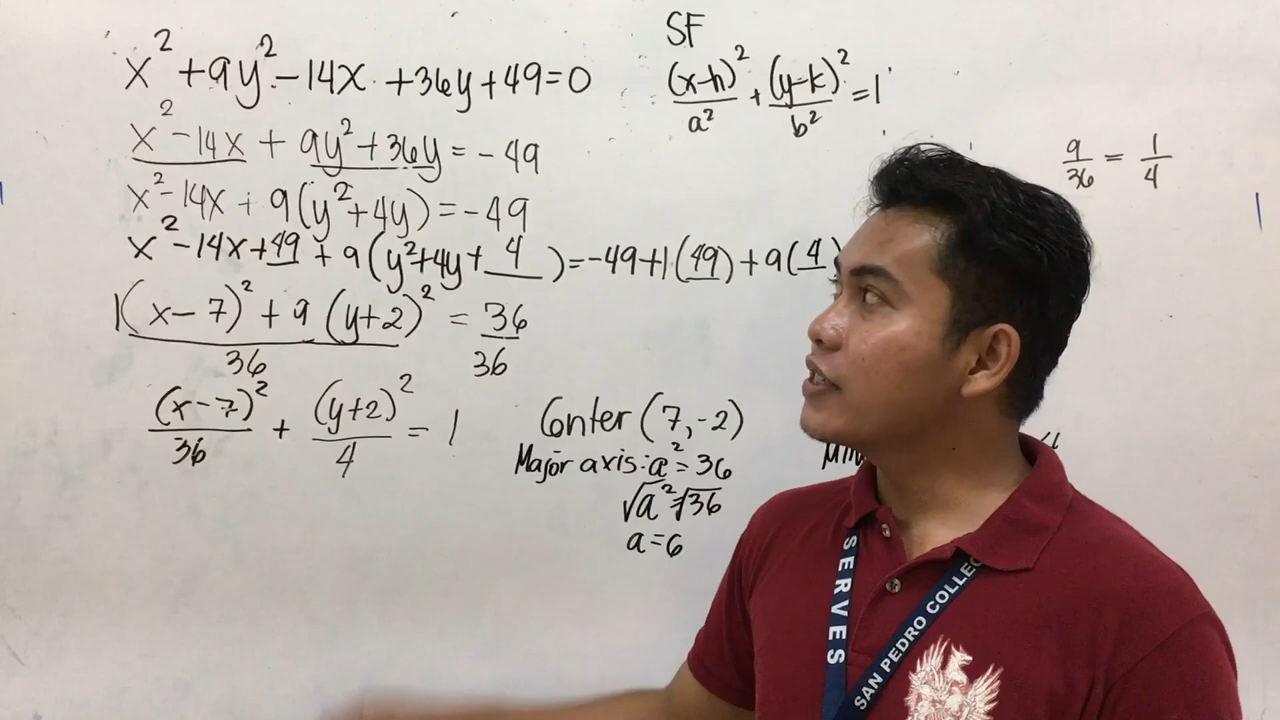 x² + 9y² - 14x + 36y + 49 = 0
x² - 14x + 9y² + 36y = -49
x² - 14x + 9(y² + 4y) = -49
x² - 14x + 49 + 9(y² + 4y + 4) = -49 + 1(49) + 9(4
1(x - 7)² + 9(y + 2)² = 36
36 36
(x - 7)²/36 + (y + 2)²/4 = 1
SF
(x-h)²/a² + (y-k)²/b² = 1
9/36 = 1/4
Center (7, -2)
Major axis: a² = 36
√a² = √36
a = 6
SERVES
SAN PEDRO COLLEG